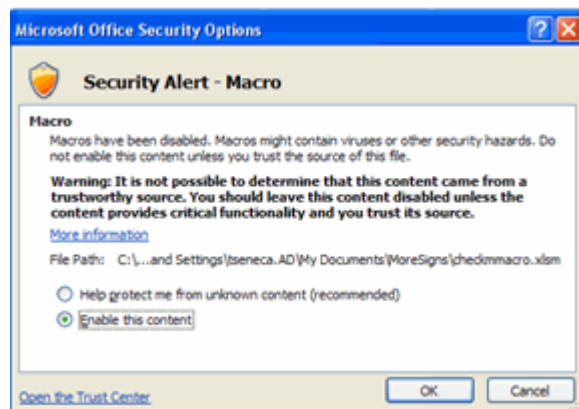 Microsoft Office Security Options
Security Alert - Macro
Macro
Macros have been disabled. Macros might contain viruses or other security hazards. Do
not enable this content unless you trust the source of this file.
Warning: It is not possible to determine that this content came from a
trustworthy source. You should leave this content disabled unless the
content provides critical functionality and you trust its source.
More information
File Path: C:\...and Settings\tseneca.AD\My Documents\MoreSigns\checkmmacro.xlsm
Help protect me from unknown content (recommended)
Enable this content
Open the Trust Center
OK
Cancel